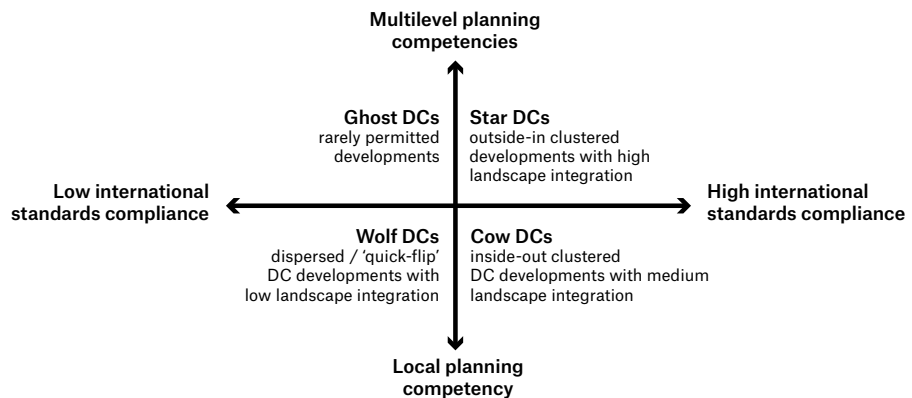 Multilevel planning
competencies
Ghost DCs
rarely permitted
developments
Star DCs
outside-in clustered
developments with high
landscape integration
Low international
standards compliance
High international
standards compliance
Wolf DCs
dispersed / ‘quick-flip’
DC developments with
low landscape integration
Cow DCs
inside-out clustered
DC developments with medium
landscape integration
Local planning
competency